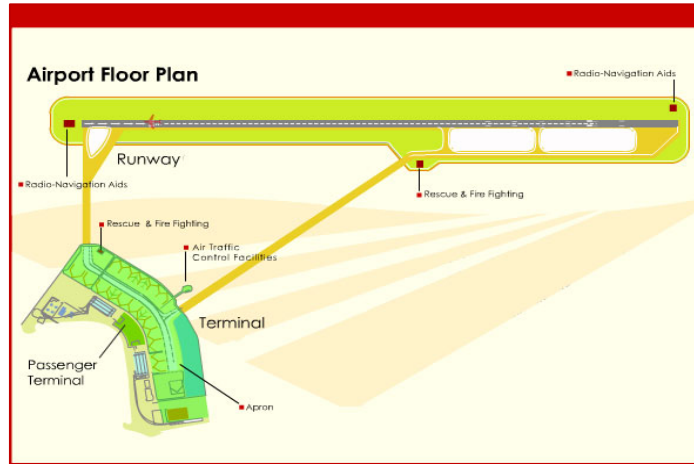 Airport Floor Plan
Radio-Navigation Aids
Runway
Radio-Navigation Aids
Rescue & Fire Fighting
Rescue & Fire Fighting
Air Traffic
Control Facilities
Terminal
Passenger
Terminal
Apron